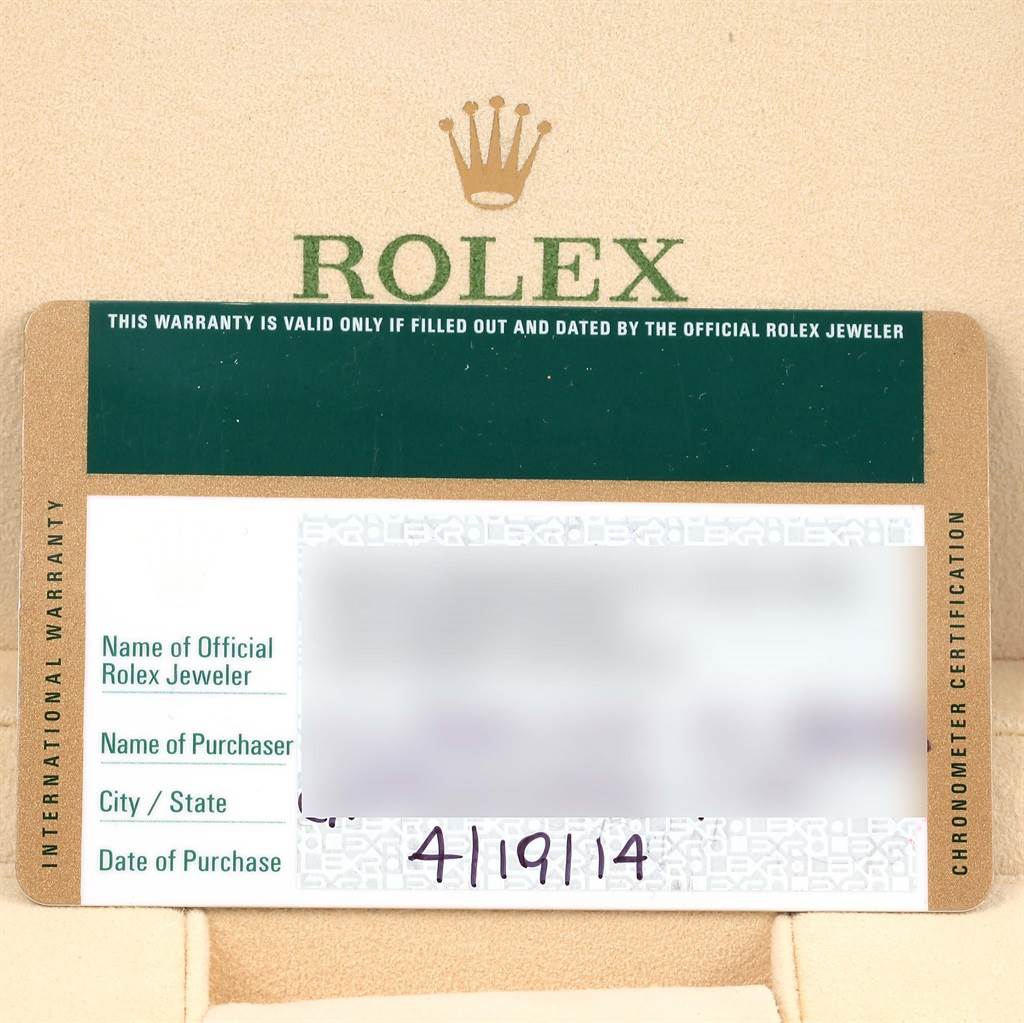 ROLEX
THIS WARRANTY IS VALID ONLY IF FILLED OUT AND DATED BY THE OFFICIAL ROLEX JEWELER
INTERNATIONAL WARRANTY
Name of Official
Rolex Jeweler
Name of Purchaser
City / State
Date of Purchase 4/19/14
CHRONOMETER CERTIFICATION